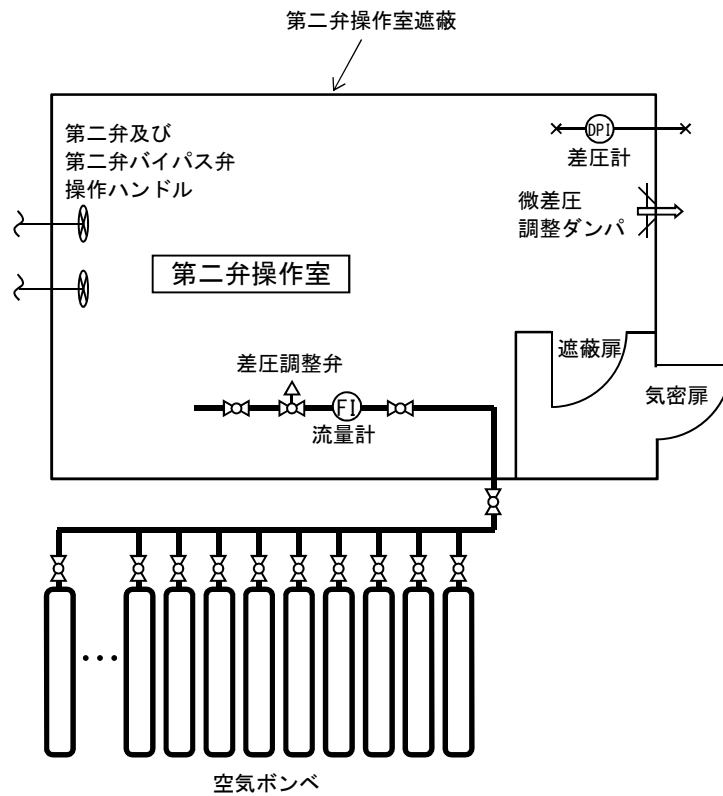 第二弁操作室遮蔽
第二弁及び
第二弁バイパス弁
操作ハンドル
DPI
差圧計
微差圧
調整ダンパ
第二弁操作室
遮蔽扉
気密扉
差圧調整弁
FI
流量計
・・・
空気ボンベ